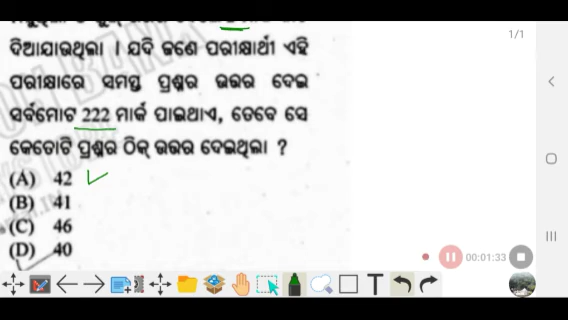 ଦିଆଯାଉଥିଲା । ଯଦି ଜଣେ ପରୀକ୍ଷାର୍ଥୀ ଏହି
ପରୀକ୍ଷାରେ ସମସ୍ତ ପ୍ରଶ୍ନର ଉତ୍ତର ଦେଇ
ସର୍ବମୋଟ 222 ମାର୍କ ପାଇଥାଏ, ତେବେ ସେ
କେତୋଟି ପ୍ରଶ୍ନର ଠିକ୍ ଉତ୍ତର ଦେଇଥିଲା ?
(A) 42
(B) 41
(C) 46
(D) 40
1/1
00:01:33
T